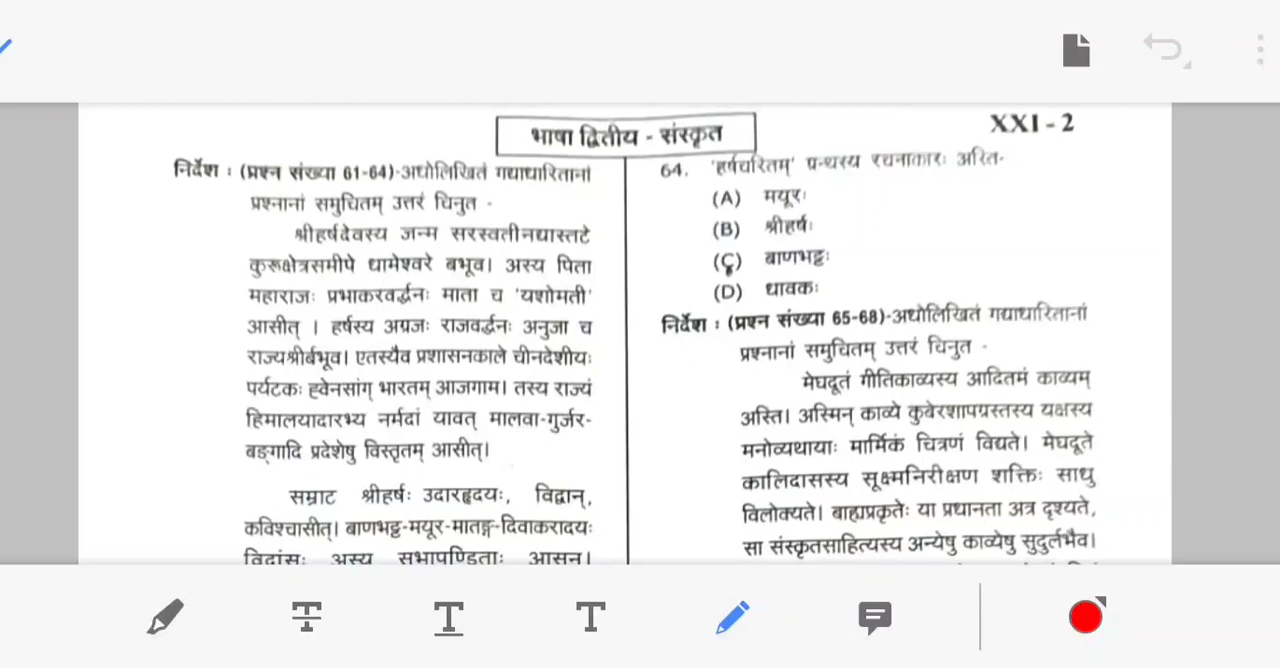 भाषा द्वितीय - संस्कृत
XXI - 2
निर्देश : (प्रश्न संख्या 61-64)-अधोलिखितं गद्याधारितानां
प्रश्नानां समुचितम् उत्तरं चिनुत -
श्रीहर्षदेवस्य जन्म सरस्वतीनद्यास्तटे
कुरूक्षेत्रसमीपे धामेश्वरे बभूव। अस्य पिता
महाराजः प्रभाकरवर्द्धनः माता च 'यशोमती'
आसीत् । हर्षस्य अग्रजः राजवर्द्धनः अनुजा च
राज्यश्रीर्बभूव। एतस्यैव प्रशासनकाले चीनदेशीयः
पर्यटकः ह्वेनसांग् भारतम् आजगाम। तस्य राज्यं
हिमालयादारभ्य नर्मदां यावत् मालवा-गुर्जर-
बङ्गादि प्रदेशेषु विस्तृतम् आसीत्।
सम्राट श्रीहर्षः उदारहृदयः, विद्वान्,
कविश्चासीत्। बाणभट्ट-मयूर-मातङ्ग-दिवाकरादयः
विद्वांसः अस्य सभापण्डिताः आसन।
64. 'हर्षचरितम्' ग्रन्थस्य रचनाकारः अस्ति-
(A) मयूरः
(B) श्रीहर्षः
(C) बाणभट्टः
(D) धावकः
निर्देश : (प्रश्न संख्या 65-68)-अधोलिखितं गद्याधारितानां
प्रश्नानां समुचितम् उत्तरं चिनुत -
मेघदूतं गीतिकाव्यस्य आदितमं काव्यम्
अस्ति। अस्मिन् काव्ये कुबेरशापग्रस्तस्य यक्षस्य
मनोव्यथायाः मार्मिकं चित्रणं विद्यते। मेघदूते
कालिदासस्य सूक्ष्मनिरीक्षण शक्तिः साधु
विलोक्यते। बाह्यप्रकृतेः या प्रधानता अत्र दृश्यते,
सा संस्कृतसाहित्यस्य अन्येषु काव्येषु सुदुर्लभैव।